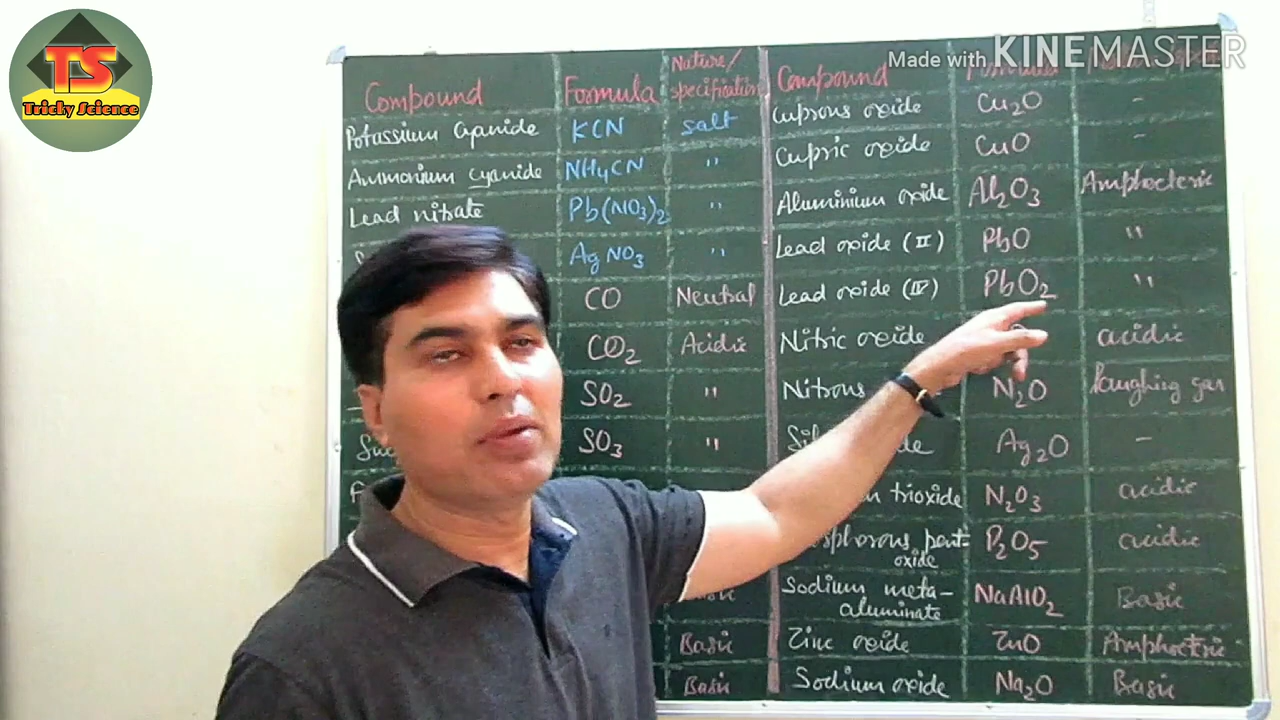 TS
Tricky Science
Made with KINEMASTER
Compound Formula Nature/ specification Compound
Potassium Cyanide KCN salt Cuprous oxide Cu2O -
Ammonium cyanide NH4CN " Cupric oxide CuO -
Lead nitrate Pb(NO3)2 " Aluminium oxide Al2O3 Amphoteric
AgNO3 " Lead oxide (II) PbO "
CO Neutral Lead oxide (IV) PbO2 "
CO2 Acidic Nitric oxide acidic
SO2 " Nitrous N2O laughing gas
SO3 " Ag2O -
trioxide N2O3 acidic
pent-oxide P2O5 acidic
Sodium meta-
aluminate NaAlO2 Basic
Basic Zinc oxide ZnO Amphoteric
Basic Sodium oxide Na2O Basic